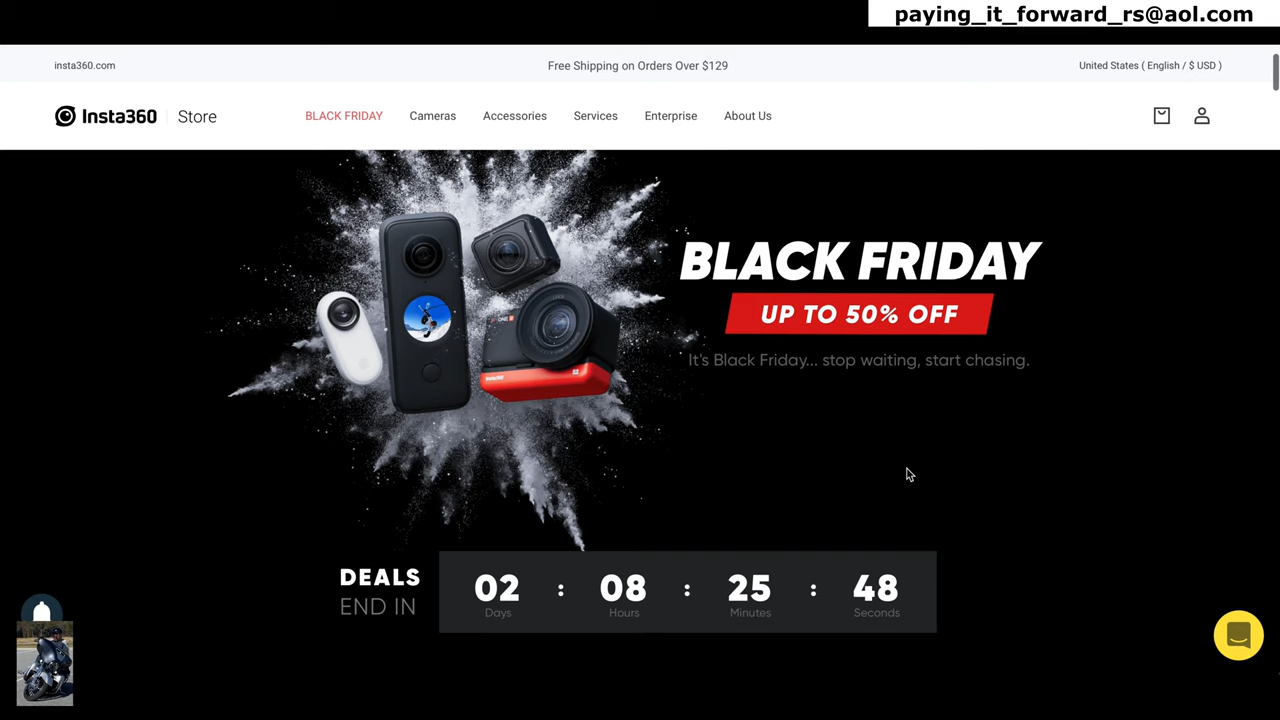 paying_it_forward_rs@aol.com
insta360.com
Free Shipping on Orders Over $129
United States ( English / $ USD )
Insta360 Store
BLACK FRIDAY
Cameras
Accessories
Services
Enterprise
About Us
BLACK FRIDAY
UP TO 50% OFF
It's Black Friday... stop waiting, start chasing.
DEALS
END IN
02 : 08 : 25 : 48
Days Hours Minutes Seconds